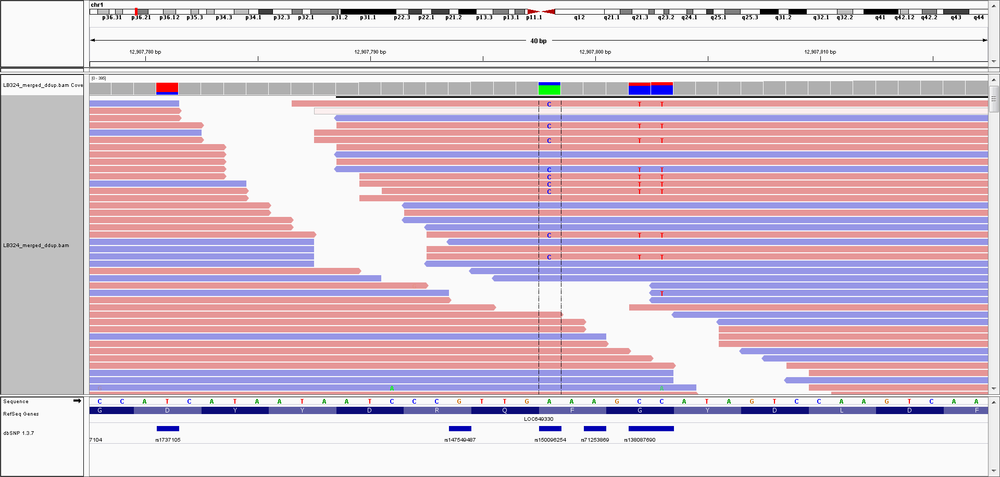 chr1
p36.31 p36.21 p36.12 p35.3 p34.3 p34.1 p32.3 p32.1 p31.2 p31.1 p22.3 p22.1 p21.2 p13.3 p13.1 p11.1 q12 q21.1 q21.3 q23.2 q24.1 q25.1 q25.3 q31.2 q32.1 q32.2 q41 q42.12 q42.2 q43 q44
40 bp
12,907,780 bp 12,907,790 bp 12,907,800 bp 12,907,810 bp
[0 - 395]
LB324_merged_ddup.bam Cove
C T T
C T T
C T T
C T T
C T T
C T T
C T T
C T T
LB324_merged_ddup.bam
C T T
T
A A
Sequence C C A T C A T A A T A A T C C C G T T G A A A G C C A T A G T C C A A G T C A A
RefSeq Genes G D Y Y D R Q F G Y D L D F
LOC649330
dbSNP 1.3.7
7104 rs1737105 rs147549487 rs150096254 rs71253869 rs138087690